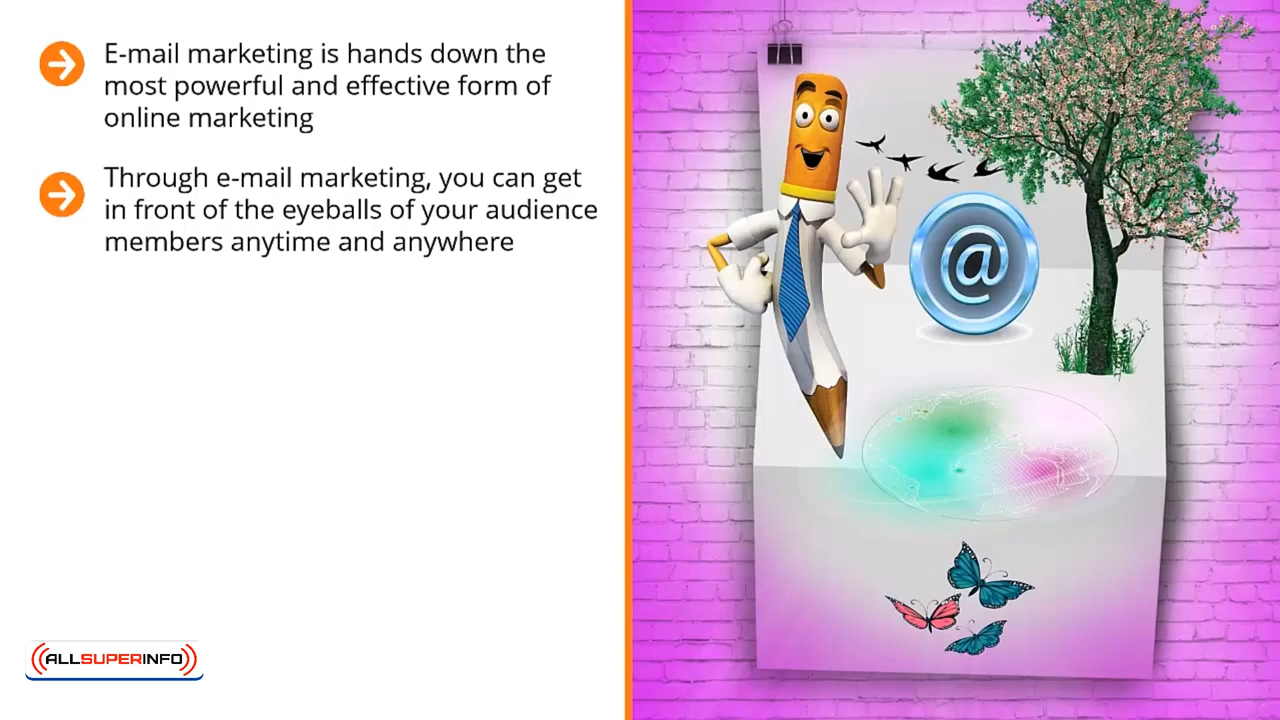 E-mail marketing is hands down the
most powerful and effective form of
online marketing
Through e-mail marketing, you can get
in front of the eyeballs of your audience
members anytime and anywhere
@
ALLSUPERINFO